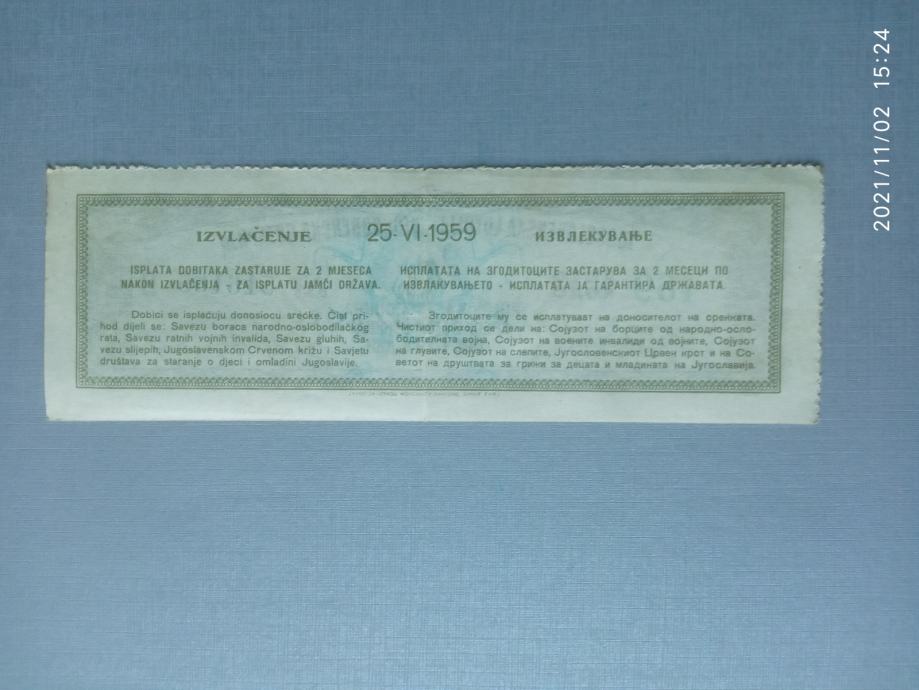 2021/11/02 15:24
IZVLAČENJE 25-VI-1959 ИЗВЛЕКУВАЊЕ
ISPLATA DOBITAKA ZASTARUJE ZA 2 MJESECA
NAKON IZVLAČENJA - ZA ISPLATU JAMČI DRŽAVA.
Dobici se isplaćuju donosiocu srećke. Čist pri-
hod dijeli se: Savezu boraca narodno-oslobodilačkog
rata, Savezu ratnih vojnih invalida, Savezu gluhih, Sa-
vezu slijepih, Jugoslavenskom Crvenom križu i Savjetu
društava za staranje o djeci i omladini Jugoslavije.
ИСПЛАТАТА НА ЗГОДИТОЦИТЕ ЗАСТАРУВА ЗА 2 МЕСЕЦИ ПО
ИЗВЛАКУВАЊЕТО - ИСПЛАТАТА ЈА ГАРАНТИРА ДРЖАВАТА.
Згодитоците му се исплатуваат на доносителот на сренката.
Чистиот приход се дели на: Сојузот на борците од народно-осло-
бодителната војна, Сојузот на воените инвалиди од војните, Сојузот
на глувите, Сојузот на слепите, Југословенскиот Црвен крст и на Со-
ветот на друштвата за грижи за децата и младината на Југославија.